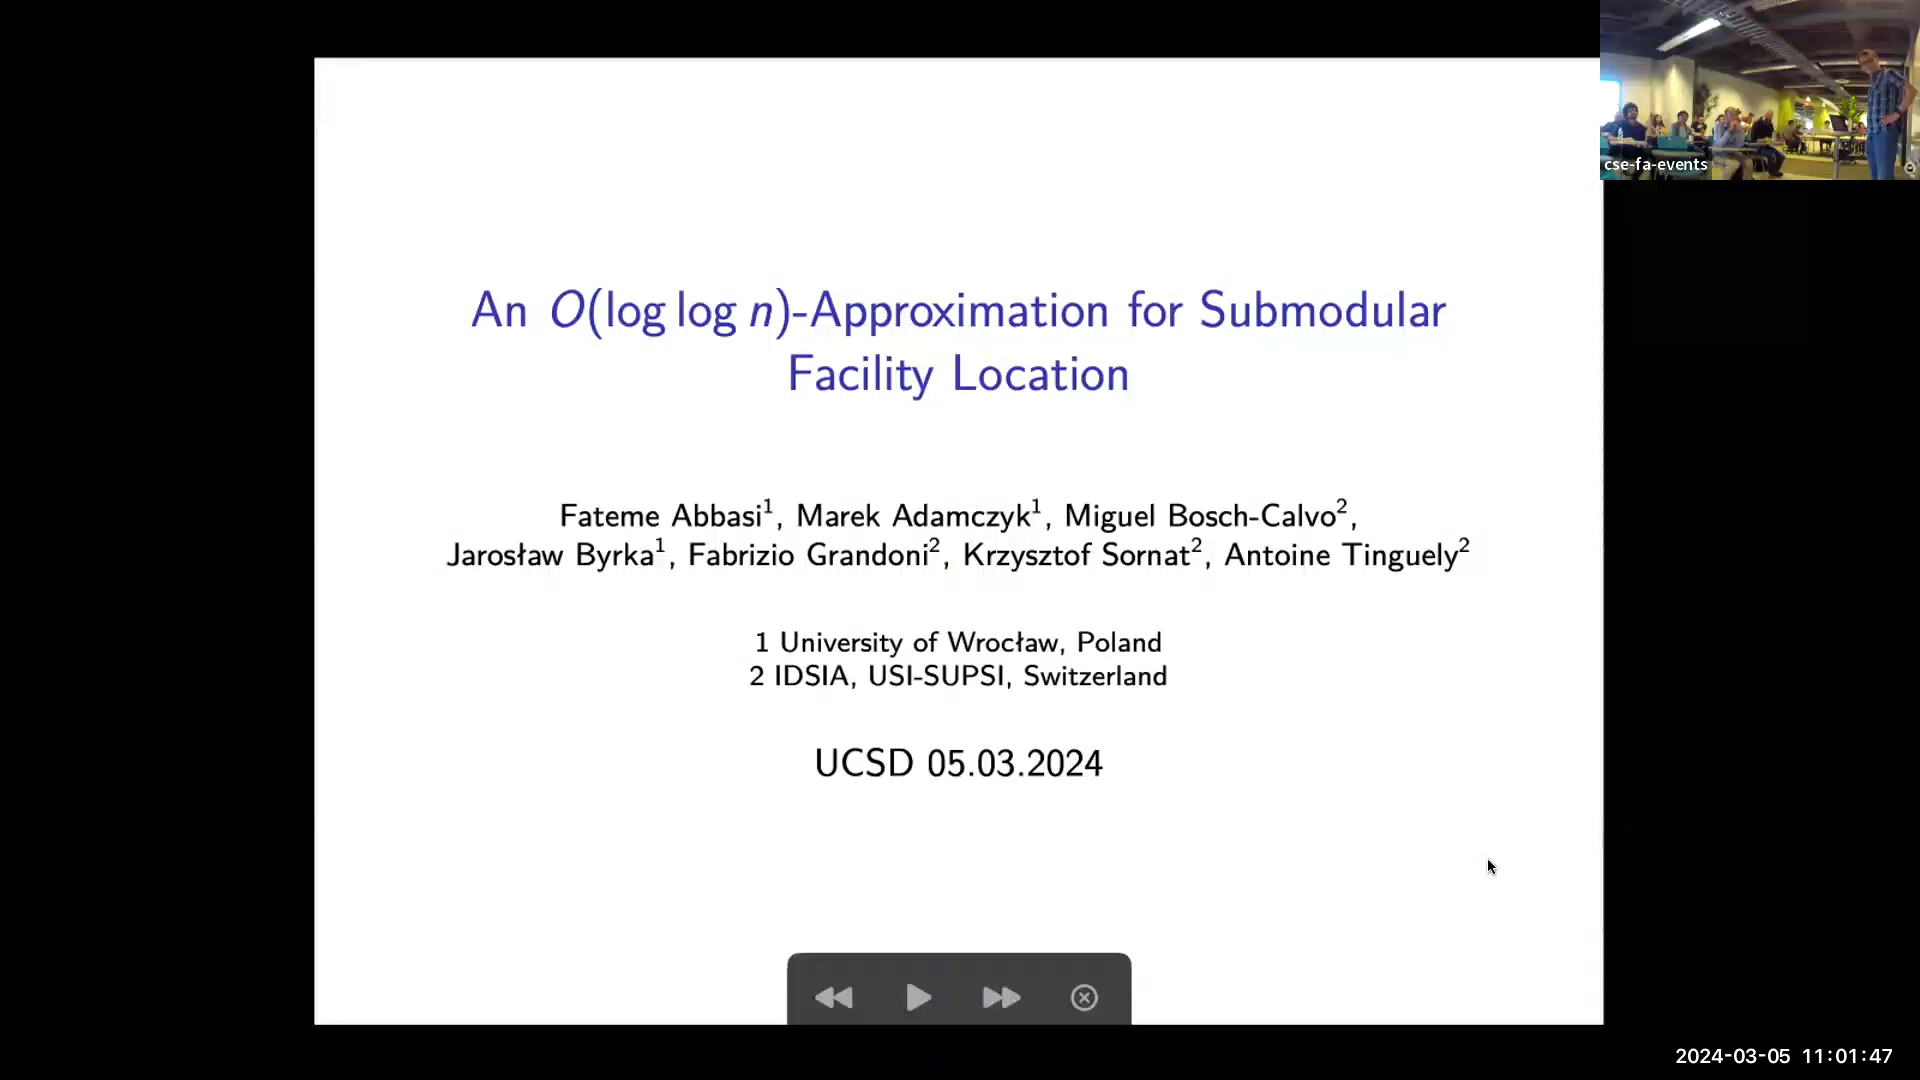 An O(log log n)-Approximation for Submodular
Facility Location
Fateme Abbasi¹, Marek Adamczyk¹, Miguel Bosch-Calvo²,
Jarosław Byrka¹, Fabrizio Grandoni², Krzysztof Sornat², Antoine Tinguely²
1 University of Wrocław, Poland
2 IDSIA, USI-SUPSI, Switzerland
UCSD 05.03.2024
cse-fa-events
2024-03-05 11:01:47